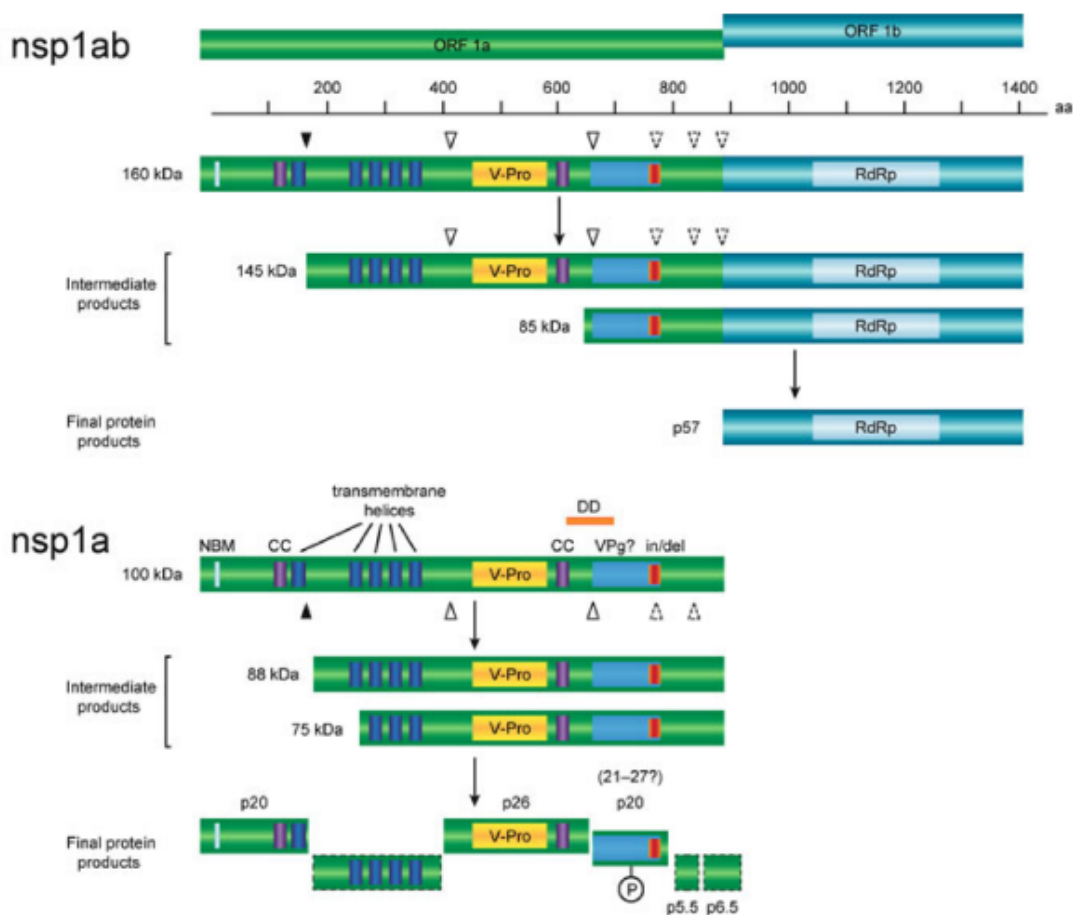 nsp1ab
ORF 1a
ORF 1b
200 400 600 800 1000 1200 1400
aa
160 kDa
V-Pro
RdRp
Intermediate
products
145 kDa
V-Pro
RdRp
85 kDa
RdRp
Final protein
products
p57
RdRp
nsp1a
transmembrane
helices
DD
NBM CC CC VPg? in/del
100 kDa
V-Pro
Intermediate
products
88 kDa
V-Pro
75 kDa
V-Pro
(21–27?)
p20 p26 p20
Final protein
products
V-Pro
P
p5.5 p6.5